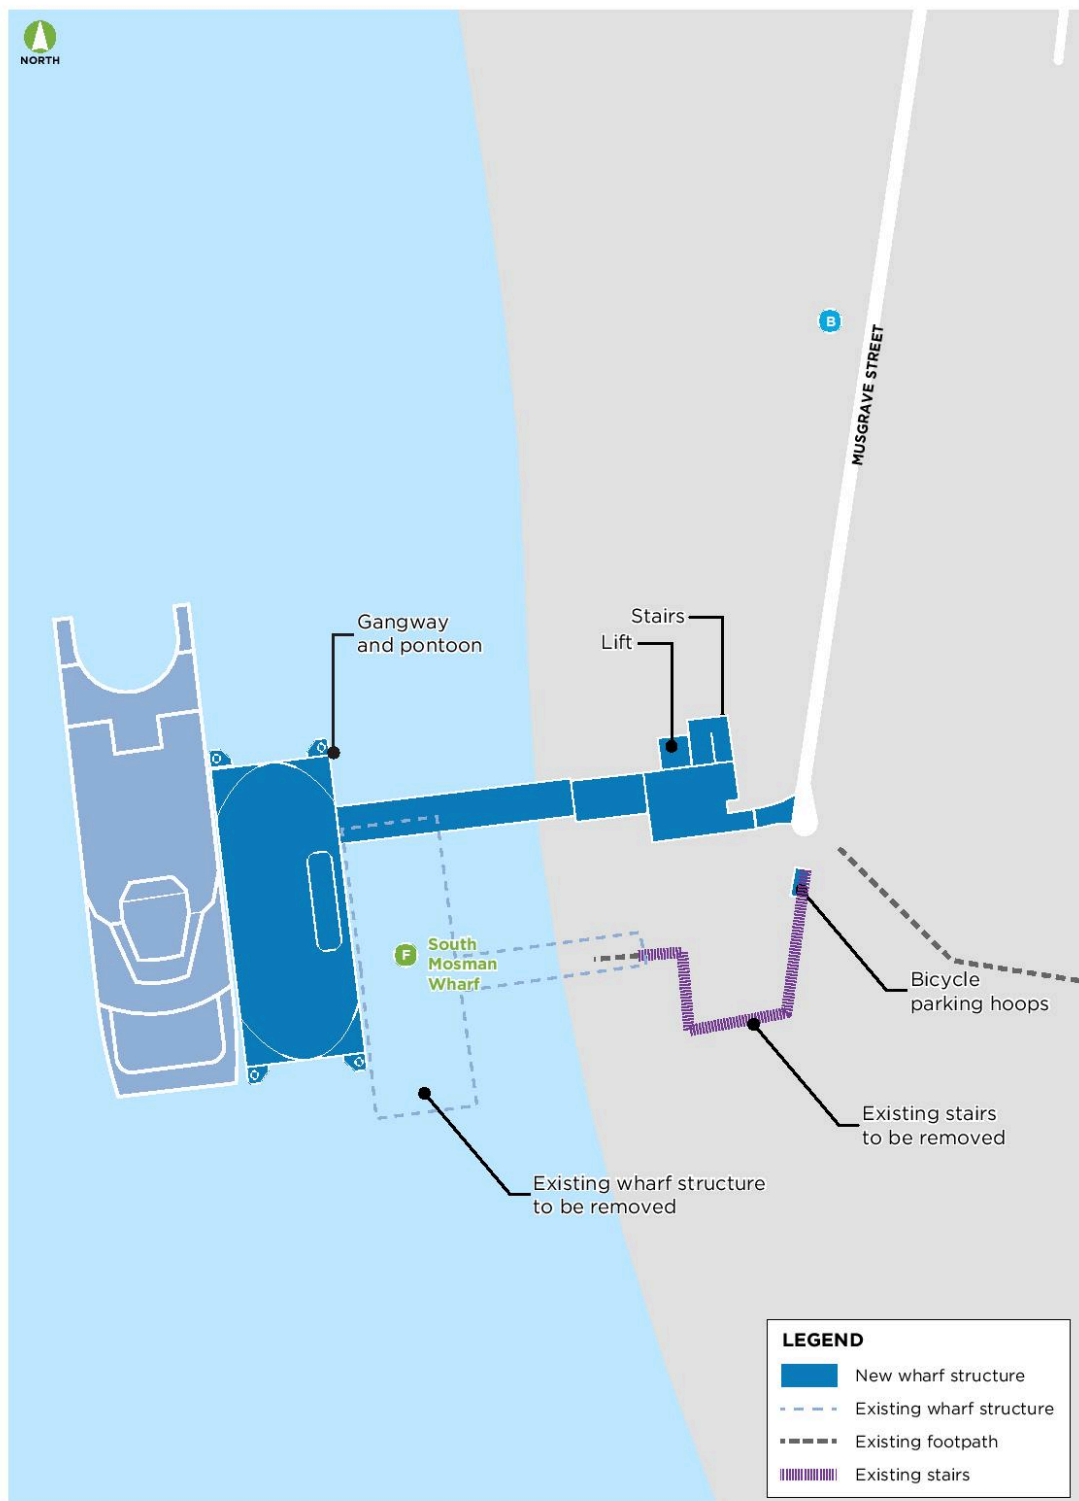 NORTH
B
MUSGRAVE STREET
Gangway
and pontoon
Stairs
Lift
F
South
Mosman
Wharf
Bicycle
parking hoops
Existing stairs
to be removed
Existing wharf structure
to be removed
LEGEND
New wharf structure
Existing wharf structure
Existing footpath
Existing stairs